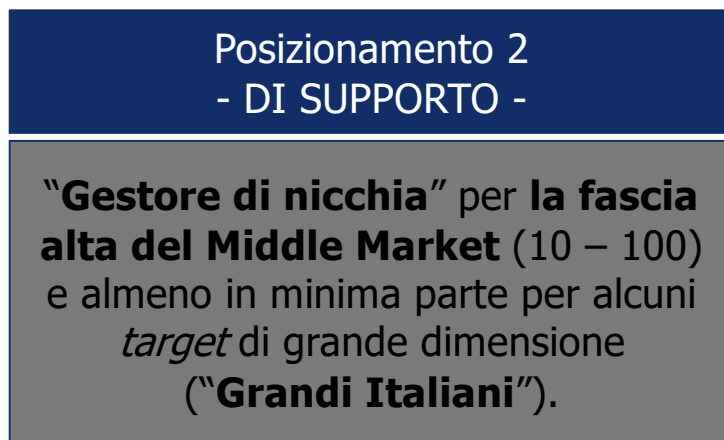 Posizionamento 2
- DI SUPPORTO -
“Gestore di nicchia” per la fascia
alta del Middle Market (10 – 100)
e almeno in minima parte per alcuni
target di grande dimensione
(“Grandi Italiani”).